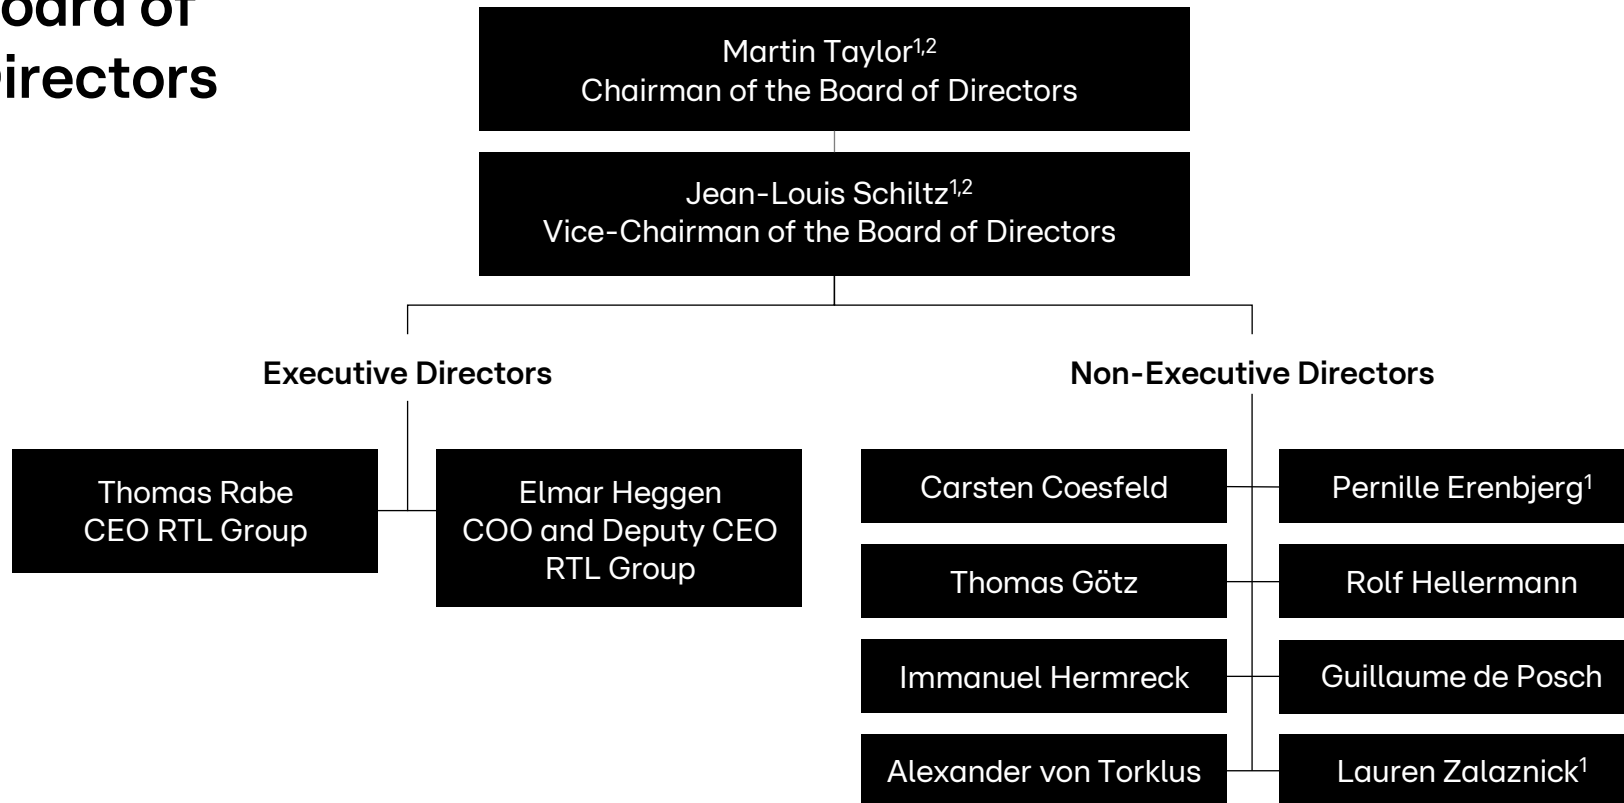 oard of
irectors
Martin Taylor1,2
Chairman of the Board of Directors
Jean-Louis Schiltz1,2
Vice-Chairman of the Board of Directors
Executive Directors
Non-Executive Directors
Thomas Rabe
CEO RTL Group
Elmar Heggen
COO and Deputy CEO
RTL Group
Carsten Coesfeld
Pernille Erenbjerg1
Thomas Götz
Rolf Hellermann
Immanuel Hermreck
Guillaume de Posch
Alexander von Torklus
Lauren Zalaznick1